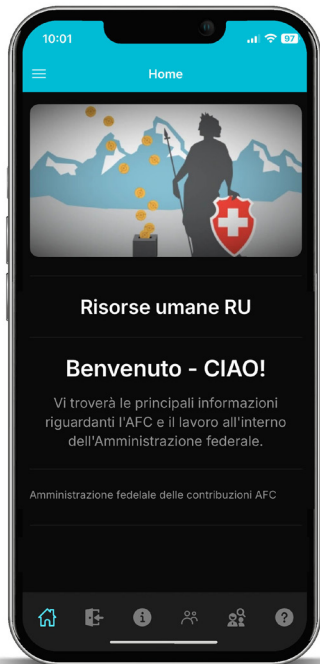 10:01
97
Home
Risorse umane RU
Benvenuto - CIAO!
Vi troverà le principali informazioni
riguardanti l'AFC e il lavoro all'interno
dell'Amministrazione federale.
Amministrazione fedelale delle contribuzioni AFC